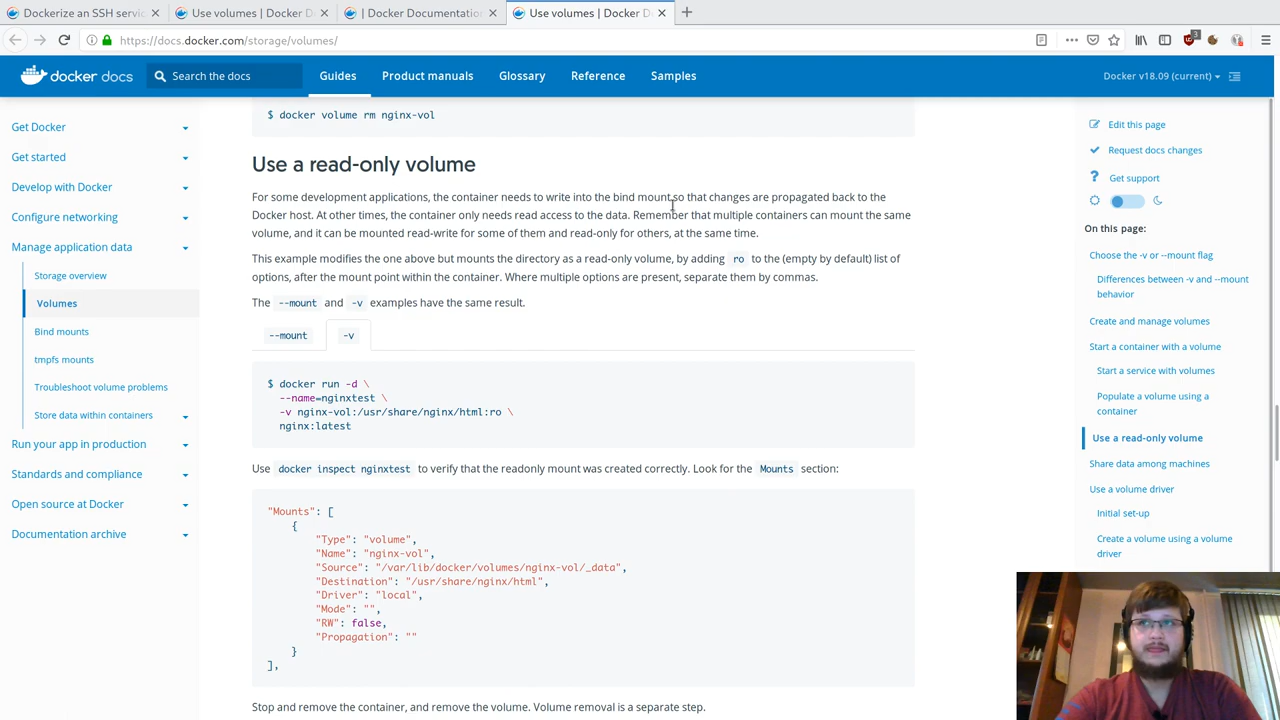 Dockerize an SSH servic
Use volumes | Docker D
| Docker Documentation
Use volumes | Docker D
https://docs.docker.com/storage/volumes/
3
docker docs
Search the docs
Guides
Product manuals
Glossary
Reference
Samples
Docker v18.09 (current)
Get Docker
Get started
Develop with Docker
Configure networking
Manage application data
Storage overview
Volumes
Bind mounts
tmpfs mounts
Troubleshoot volume problems
Store data within containers
Run your app in production
Standards and compliance
Open source at Docker
Documentation archive
$ docker volume rm nginx-vol
Use a read-only volume
For some development applications, the container needs to write into the bind mount so that changes are propagated back to the
Docker host. At other times, the container only needs read access to the data. Remember that multiple containers can mount the same
volume, and it can be mounted read-write for some of them and read-only for others, at the same time.
This example modifies the one above but mounts the directory as a read-only volume, by adding ro to the (empty by default) list of
options, after the mount point within the container. Where multiple options are present, separate them by commas.
The --mount and -v examples have the same result.
--mount
-v
$ docker run -d \
--name=nginxtest \
-v nginx-vol:/usr/share/nginx/html:ro \
nginx:latest
Use docker inspect nginxtest to verify that the readonly mount was created correctly. Look for the Mounts section:
"Mounts": [
{
"Type": "volume",
"Name": "nginx-vol",
"Source": "/var/lib/docker/volumes/nginx-vol/_data",
"Destination": "/usr/share/nginx/html",
"Driver": "local",
"Mode": "",
"RW": false,
"Propagation": ""
}
],
Stop and remove the container, and remove the volume. Volume removal is a separate step.
Edit this page
Request docs changes
Get support
On this page:
Choose the -v or --mount flag
Differences between -v and --mount
behavior
Create and manage volumes
Start a container with a volume
Start a service with volumes
Populate a volume using a
container
Use a read-only volume
Share data among machines
Use a volume driver
Initial set-up
Create a volume using a volume
driver